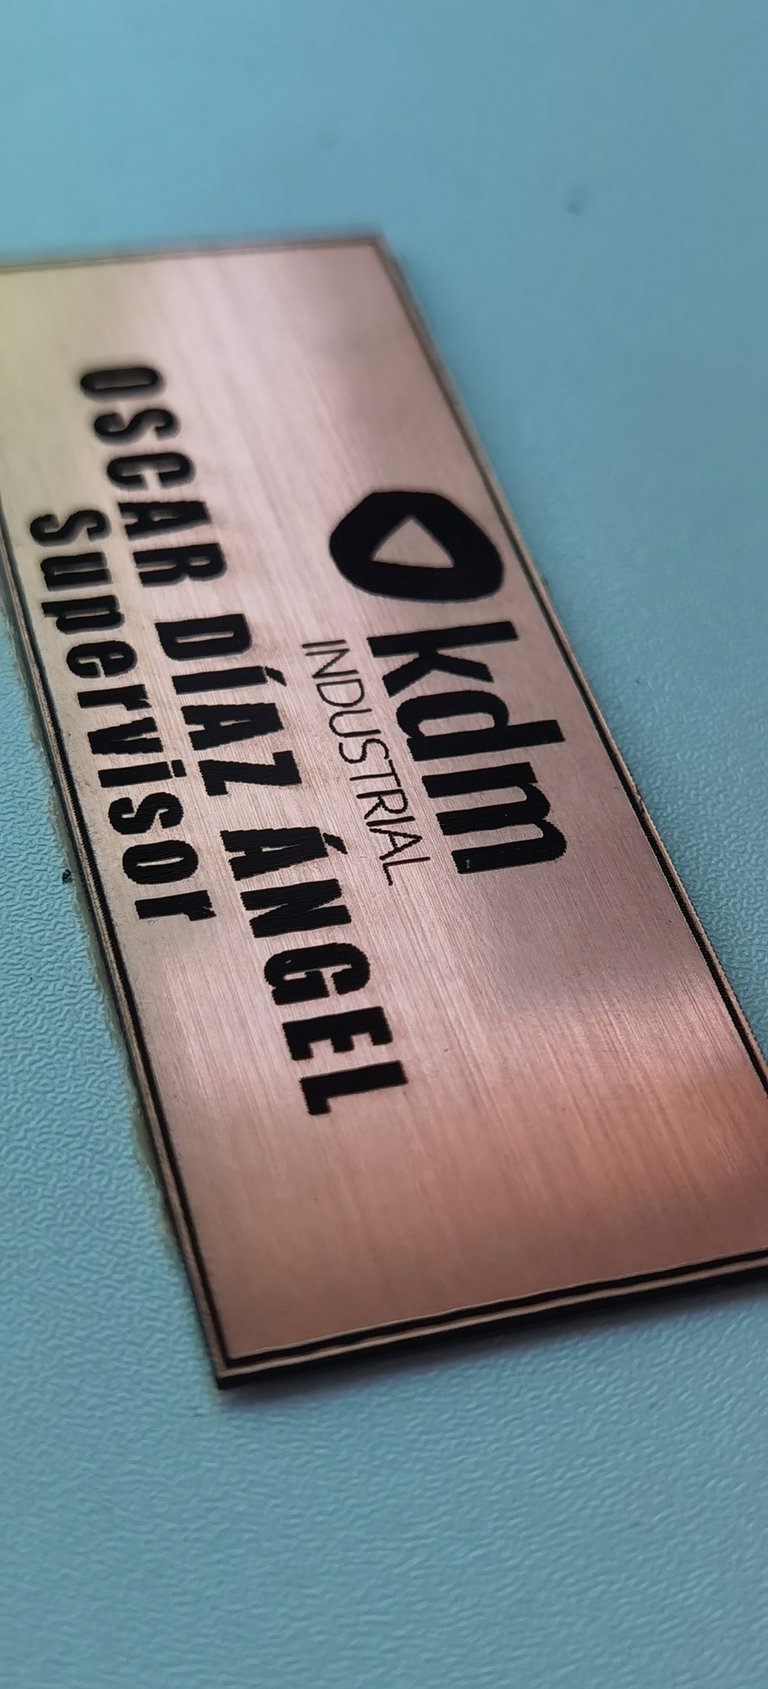 kdm
INDUSTRIAL
OSCAR DÍAZ ÁNGEL
Supervisor